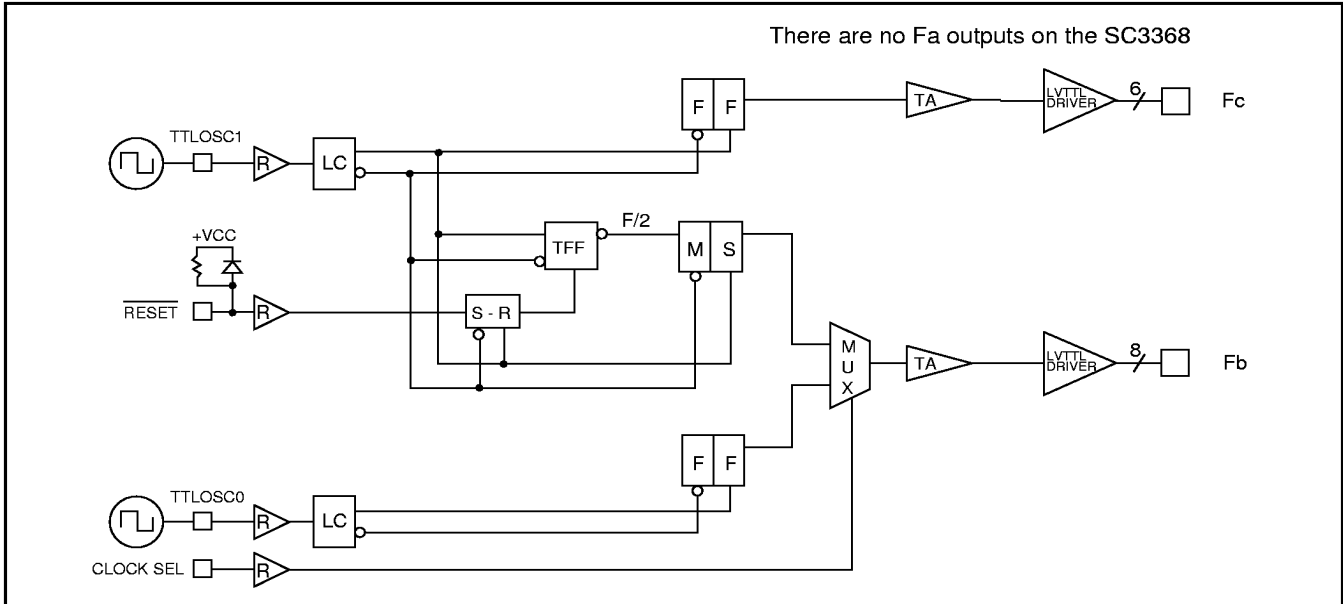 There are no Fa outputs on the SC3368
F F
TA
LVTTL
DRIVER
6
Fc
TTLOSC1
R
LC
F/2
TFF
M S
+VCC
RESET
R
S - R
M
U
X
TA
LVTTL
DRIVER
8
Fb
F F
TTLOSC0
R
LC
CLOCK SEL
R